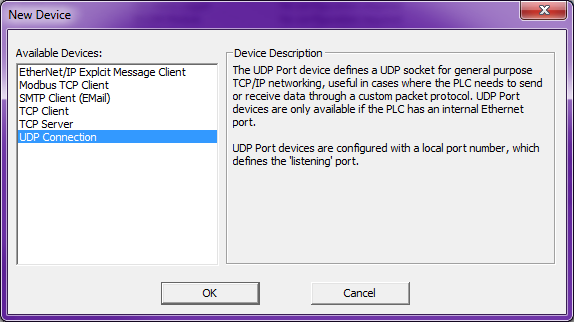 New Device
Available Devices:
EtherNet/IP Explcit Message Client
Modbus TCP Client
SMTP Client (EMail)
TCP Client
TCP Server
UDP Connection
Device Description
The UDP Port device defines a UDP socket for general purpose
TCP/IP networking, useful in cases where the PLC needs to send
or receive data through a custom packet protocol. UDP Port
devices are only available if the PLC has an internal Ethernet
port.
UDP Port devices are configured with a local port number, which
defines the 'listening' port.
OK
Cancel